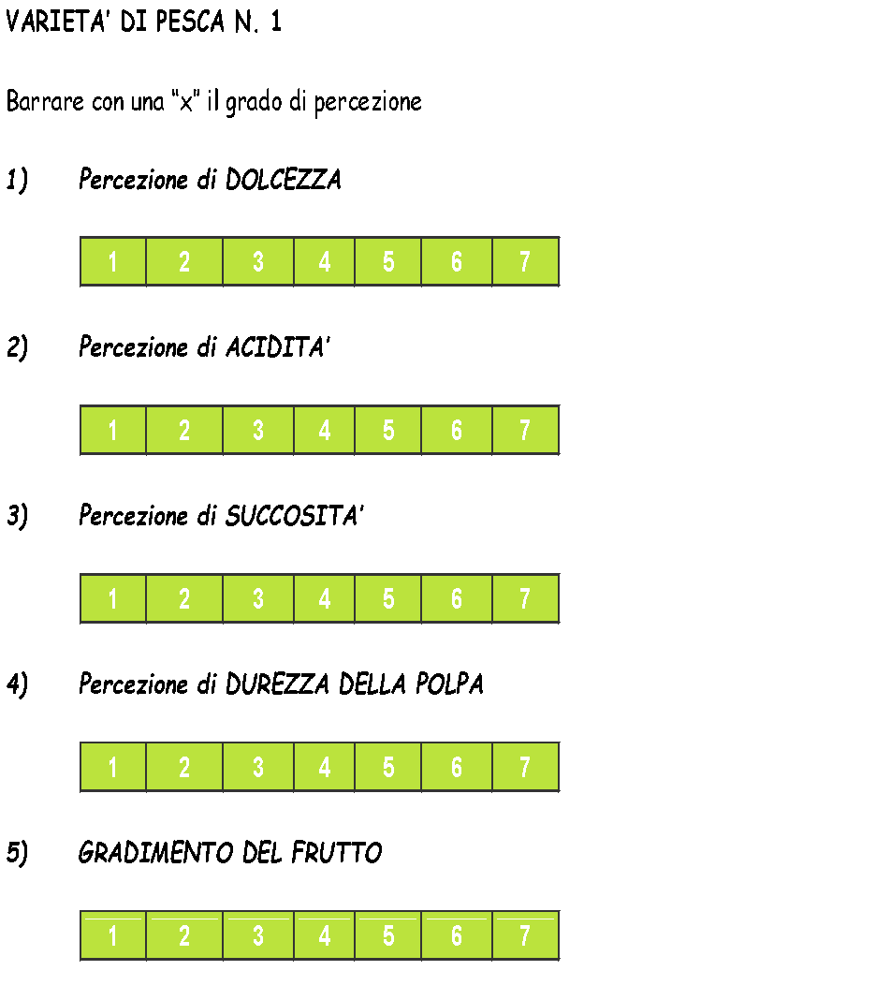 VARIETA’ DI PESCA N. 1
Barrare con una “x” il grado di percezione
1) Percezione di DOLCEZZA
1 2 3 4 5 6 7
2) Percezione di ACIDITA’
1 2 3 4 5 6 7
3) Percezione di SUCCOSITA’
1 2 3 4 5 6 7
4) Percezione di DUREZZA DELLA POLPA
1 2 3 4 5 6 7
5) GRADIMENTO DEL FRUTTO
1 2 3 4 5 6 7